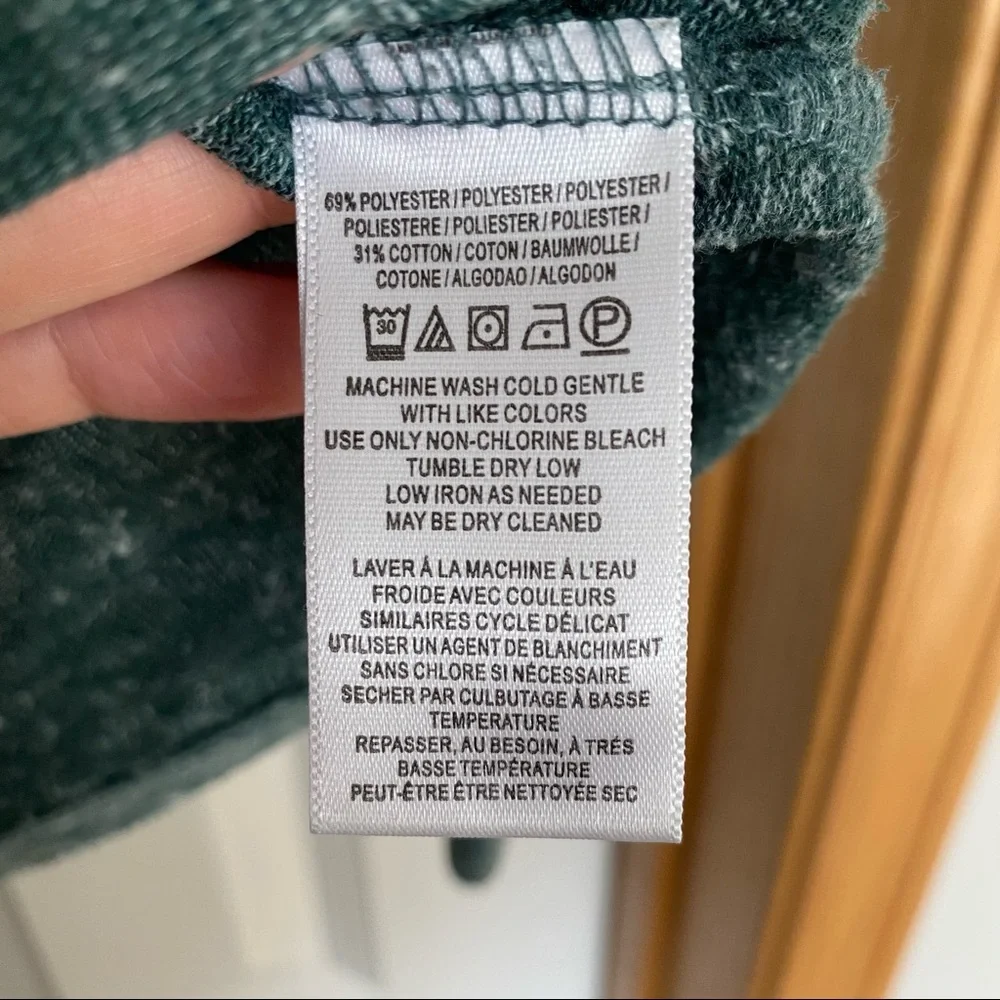 69% POLYESTER / POLYESTER / POLYESTER /
POLIESTERE / POLIESTER / POLIESTER /
31% COTTON / COTON / BAUMWOLLE /
COTONE / ALGODAO / ALGODON
30 P
MACHINE WASH COLD GENTLE
WITH LIKE COLORS
USE ONLY NON-CHLORINE BLEACH
TUMBLE DRY LOW
LOW IRON AS NEEDED
MAY BE DRY CLEANED
LAVER Á LA MACHINE Á L'EAU
FROIDE AVEC COULEURS
SIMILAIRES CYCLE DÉLICAT
UTILISER UN AGENT DE BLANCHIMENT
SANS CHLORE SI NÉCESSAIRE
SECHER PAR CULBUTAGE Á BASSE
TEMPERATURE
REPASSER, AU BESOIN, À TRÉS
BASSE TEMPÉRATURE
PEUT-ÊTRE ÊTRE NETTOYÉE SEC